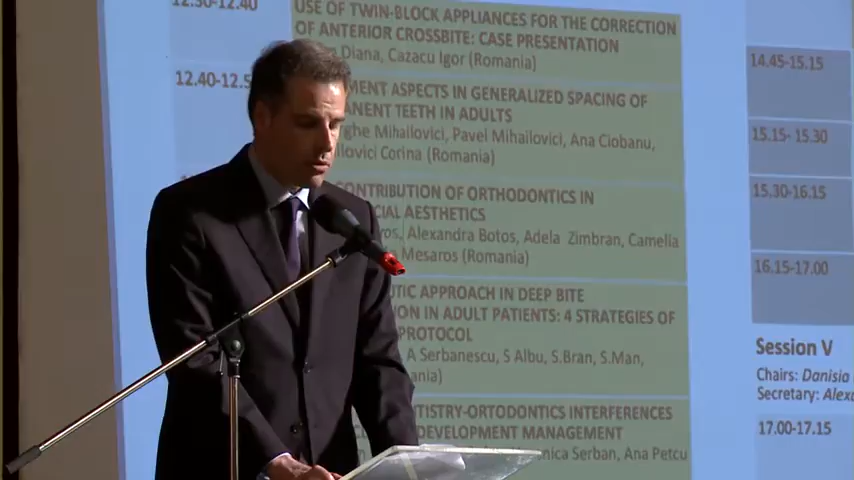 12.30-12.40
USE OF TWIN-BLOCK APPLIANCES FOR THE CORRECTION
OF ANTERIOR CROSSBITE: CASE PRESENTATION
Diana, Cazacu Igor (Romania)
12.40-12.5
MENT ASPECTS IN GENERALIZED SPACING OF
ANENT TEETH IN ADULTS
ghe Mihailovici, Pavel Mihailovici, Ana Ciobanu,
ilovici Corina (Romania)
CONTRIBUTION OF ORTHODONTICS IN
CIAL AESTHETICS
ros, Alexandra Botos, Adela Zimbran, Camelia
Mesaros (Romania)
TIC APPROACH IN DEEP BITE
ON IN ADULT PATIENTS: 4 STRATEGIES OF
PROTOCOL
A Serbanescu, S Albu, S.Bran, S.Man,
ania)
TISTRY-ORTHODONTICS INTERFERENCES
DEVELOPMENT MANAGEMENT
onica Serban, Ana Petcu
14.45-15.15
15.15- 15.30
15.30-16.15
16.15-17.00
Session V
Chairs: Danisia
Secretary: Alexa
17.00-17.15